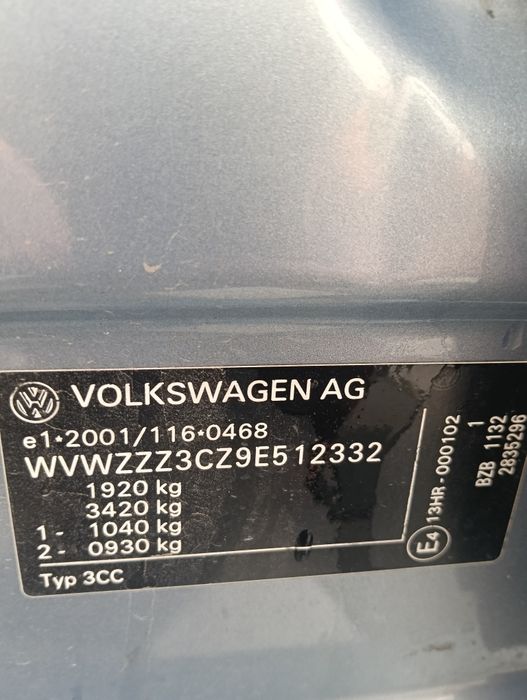 VOLKSWAGEN AG
e1*2001/116*0468
WVWZZZ3CZ9E512332
1920 kg
3420 kg
1- 1040 kg
2- 0930 kg
Typ 3CC
E4 13HR-000102
1
BZB 1132
2835296